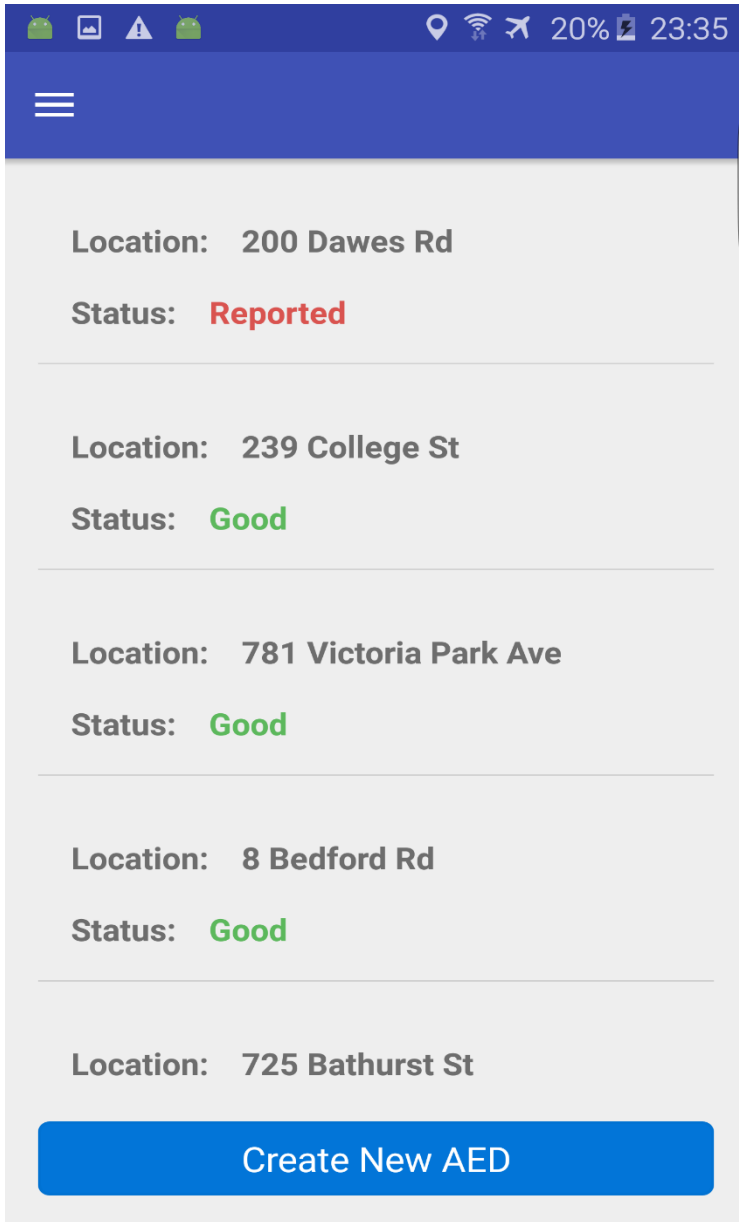 20% 23:35
Location: 200 Dawes Rd
Status: Reported
Location: 239 College St
Status: Good
Location: 781 Victoria Park Ave
Status: Good
Location: 8 Bedford Rd
Status: Good
Location: 725 Bathurst St
Create New AED